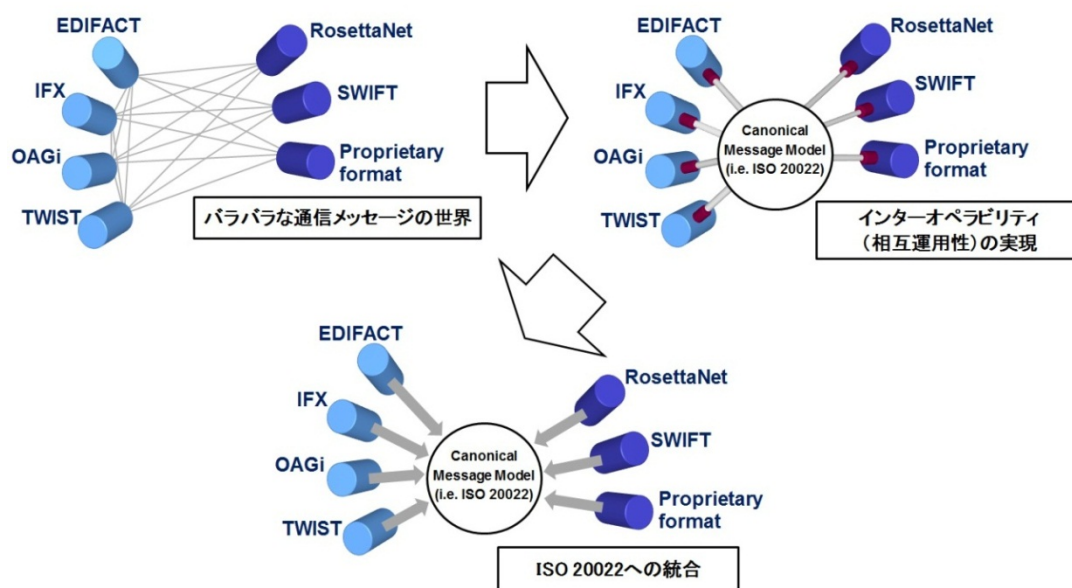 EDIFACT
RosettaNet
IFX
SWIFT
OAGi
Proprietary
format
TWIST
バラバラな通信メッセージの世界
EDIFACT
RosettaNet
IFX
SWIFT
Canonical
Message Model
(i.e. ISO 20022)
OAGi
Proprietary
format
TWIST
インターオペラビリティ
（相互運用性）の実現
EDIFACT
RosettaNet
IFX
SWIFT
Canonical
Message Model
(i.e. ISO 20022)
OAGi
Proprietary
format
TWIST
ISO 20022への統合